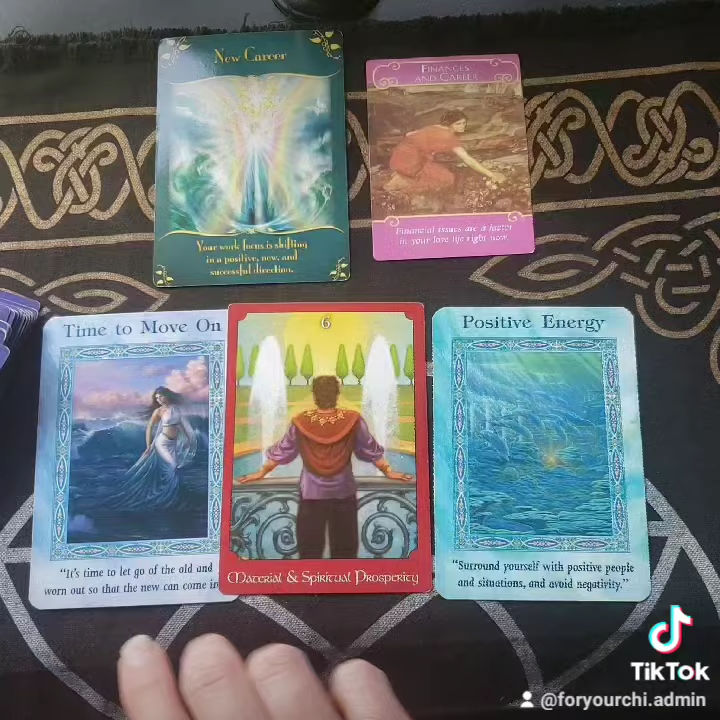 New Career
Your work focus is shifting
in a positive, new, and
successful direction.
FINANCES
AND CAREER
Financial issues are a factor
in your love life right now.
Time to Move On
"It's time to let go of the old and
worn out so that the new can come in
6
Material & Spiritual Prosperity
Positive Energy
"Surround yourself with positive people
and situations, and avoid negativity."
TikTok
@foryourchi.admin